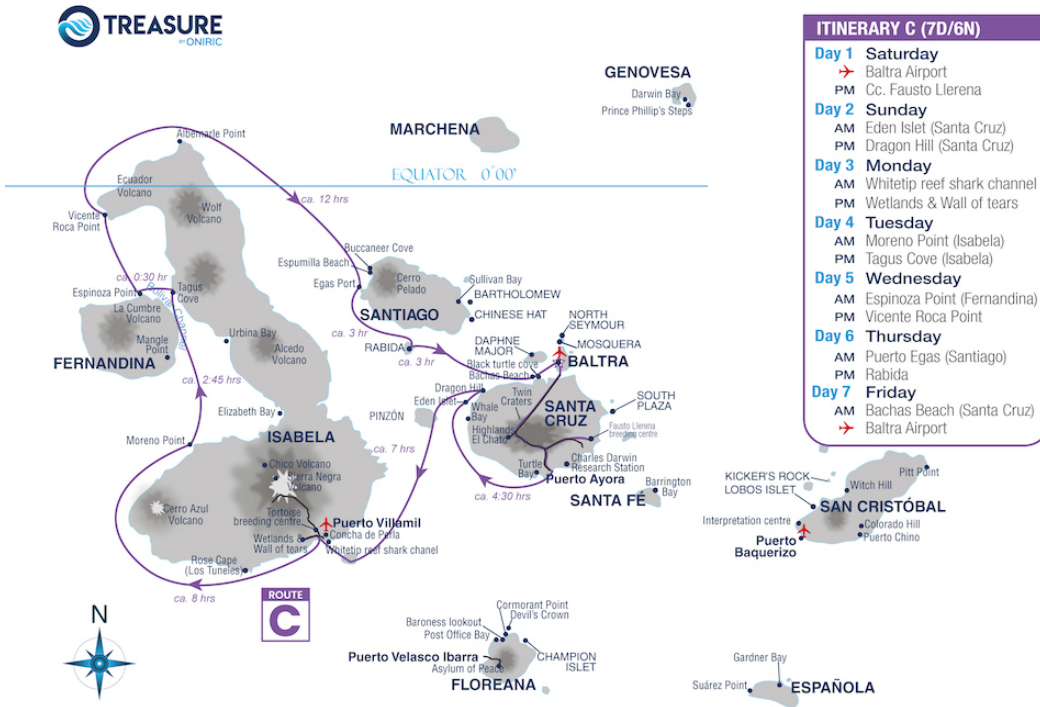 TREASURE
BY ONIRIC
ITINERARY C (7D/6N)
Day 1 Saturday
Baltra Airport
PM Cc. Fausto Llerena
Day 2 Sunday
AM Eden Islet (Santa Cruz)
PM Dragon Hill (Santa Cruz)
Day 3 Monday
AM Whitetip reef shark channel
PM Wetlands & Wall of tears
Day 4 Tuesday
AM Moreno Point (Isabela)
PM Tagus Cove (Isabela)
Day 5 Wednesday
AM Espinoza Point (Fernandina)
PM Vicente Roca Point
Day 6 Thursday
AM Puerto Egas (Santiago)
PM Rabida
Day 7 Friday
AM Bachas Beach (Santa Cruz)
Baltra Airport
GENOVESA
Darwin Bay
Prince Phillip's Steps
MARCHENA
EQUATOR 0°00'
Albernarle Point
Ecuador
Volcano
Wolf
Volcano
Vicente
Roca Point
ca. 12 hrs
Buccaneer Cove
Espumilla Beach
Egas Port
Cerro
Pelado
Sullivan Bay
BARTHOLOMEW
CHINESE HAT
SANTIAGO
ca. 0:30 hr
Espinoza Point
Tagus
Cove
Bolivar Channel
La Cumbre
Volcano
Mangle
Point
FERNANDINA
Urbina Bay
Alcedo
Volcano
ca. 3 hr
RABIDA
ca. 3 hr
NORTH
SEYMOUR
MOSQUERA
DAPHNE
MAJOR
BALTRA
Black turtle cove
Bachas Beach
Dragon Hill
Eden Islet
Whale
Bay
Twin
Craters
SANTA
CRUZ
SOUTH
PLAZA
Highlands
El Chato
Fausto Llerena
breeding centre
Charles Darwin
Research Station
Turtle
Bay
Puerto Ayora
ca. 4:30 hrs
SANTA FÉ
Barrington
Bay
PINZÓN
ca. 7 hrs
ca. 2:45 hrs
Elizabeth Bay
Moreno Point
ISABELA
Chico Volcano
Sierra Negra
Volcano
Cerro Azul
Volcano
Tortoise
breeding centre
Puerto Villamil
Concha de Perla
Wetlands &
Wall of tears
Whitetip reef shark chanel
Rose Cape
(Los Tuneles)
ca. 8 hrs
ROUTE
C
N
KICKER'S ROCK
LOBOS ISLET
Pitt Point
Witch Hill
SAN CRISTÓBAL
Interpretation centre
Colorado Hill
Puerto Chino
Puerto
Baquerizo
Cormorant Point
Devil's Crown
Baroness lookout
Post Office Bay
Puerto Velasco Ibarra
Asylum of Peace
CHAMPION
ISLET
FLOREANA
Gardner Bay
Suárez Point
ESPAÑOLA